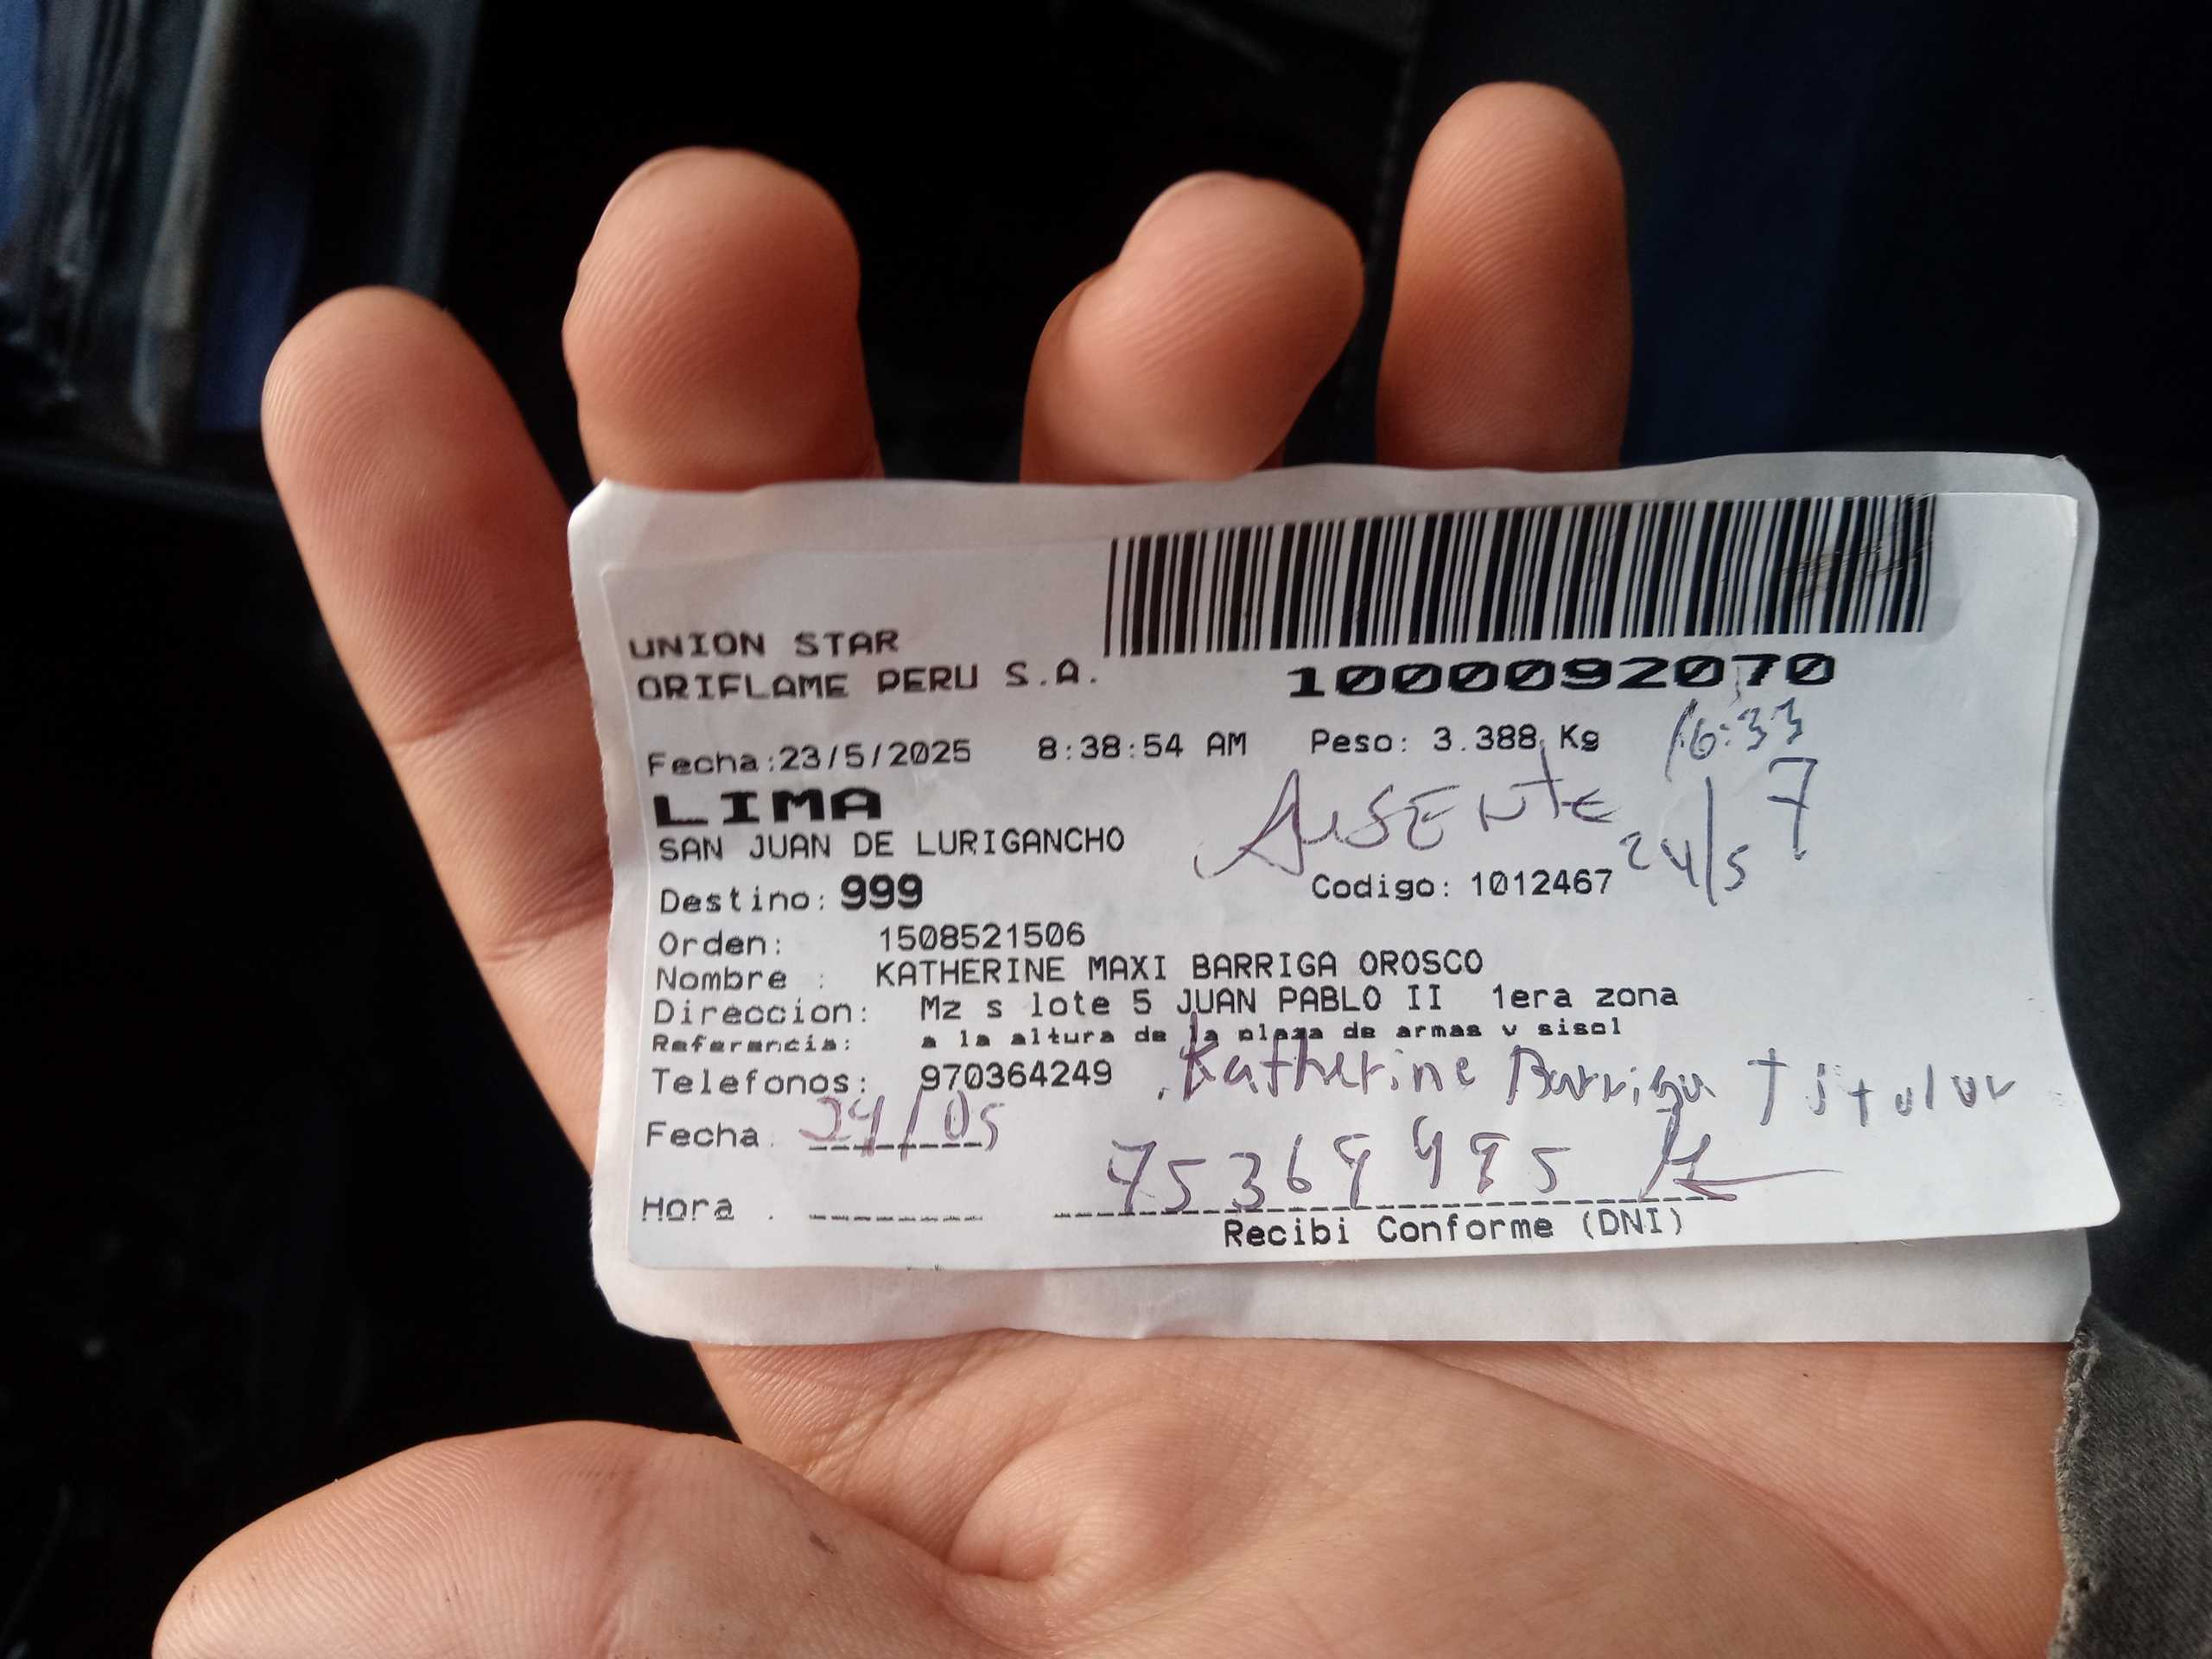 UNION STAR
ORIFLAME PERU S.A.
1000092070
Fecha:23/5/2025 8:38:54 AM Peso: 3.388 Kg
16:33
LIMA
AUSENTE 24/5
SAN JUAN DE LURIGANCHO
Destino: 999 Codigo: 1012467
Orden: 1508521506
Nombre : KATHERINE MAXI BARRIGA OROSCO
Direccion: Mz s lote 5 JUAN PABLO II 1era zona
Referencia: a la altura de la plaza de armas y sisol
Telefonos: 970364249 Katherine Barriga Titular
Fecha. 24/05
Hora .
Recibi Conforme (DNI)